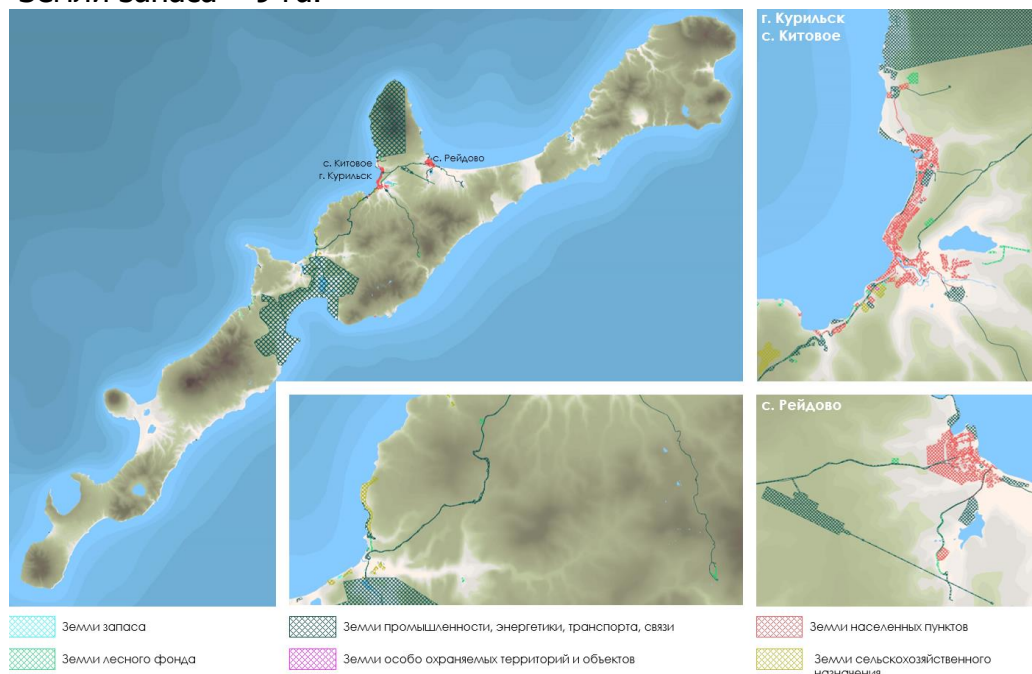 г. Курильск
с. Китовое
с. Китовое
г. Курильск
с. Рейдово
с. Рейдово
Земли запаса
Земли промышленности, энергетики, транспорта, связи
Земли населенных пунктов
Земли лесного фонда
Земли особо охраняемых территорий и объектов
Земли сельскохозяйственного
назначения